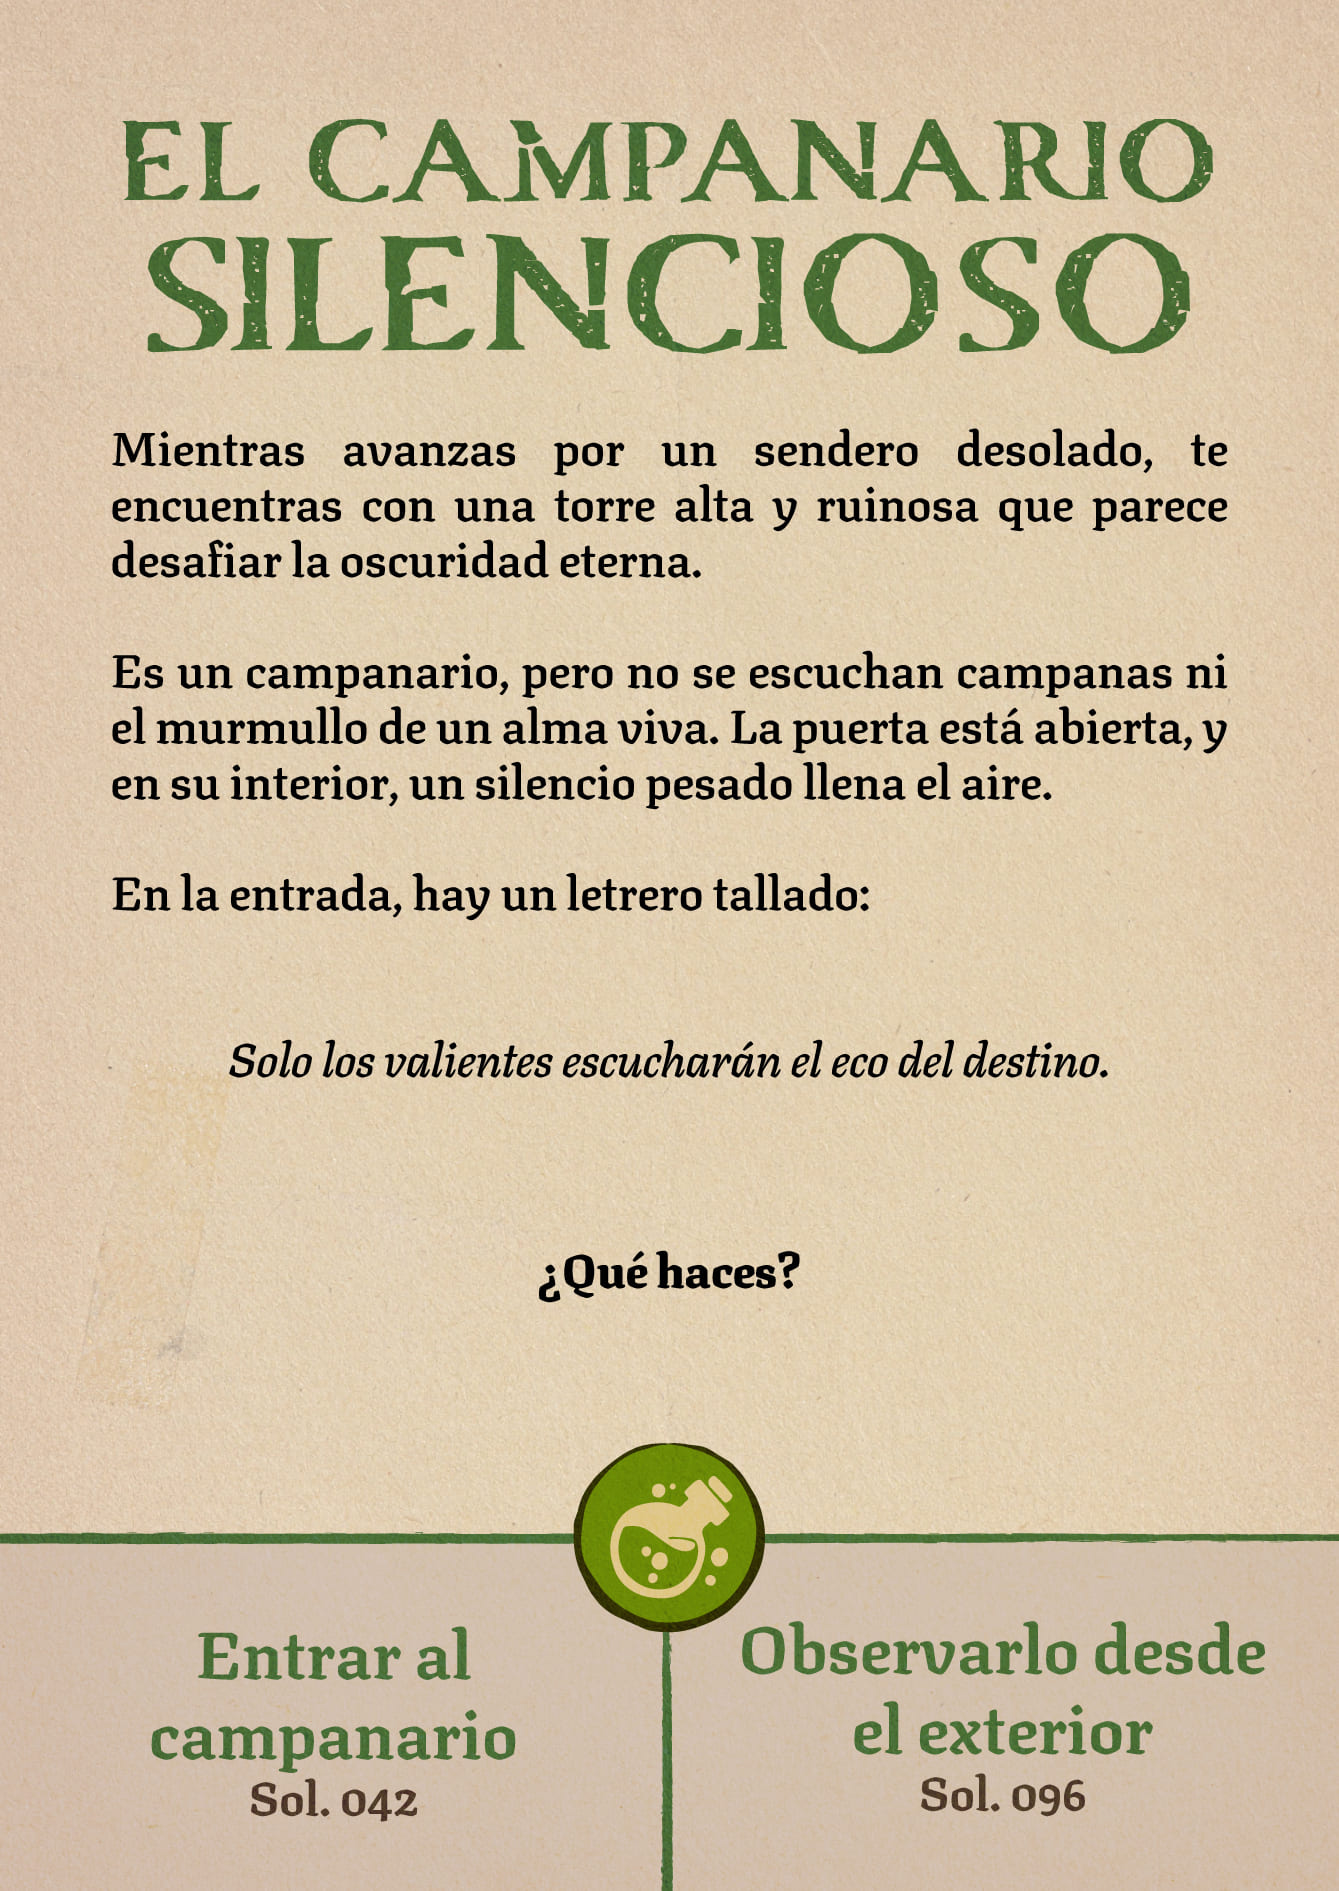 EL CAMPANARIO
SILENCIOSO
Mientras avanzas por un sendero desolado, te
encuentras con una torre alta y ruinosa que parece
desafiar la oscuridad eterna.
Es un campanario, pero no se escuchan campanas ni
el murmullo de un alma viva. La puerta está abierta, y
en su interior, un silencio pesado llena el aire.
En la entrada, hay un letrero tallado:
Solo los valientes escucharán el eco del destino.
¿Qué haces?
Entrar al
campanario
Sol. 042
Observarlo desde
el exterior
Sol. 096